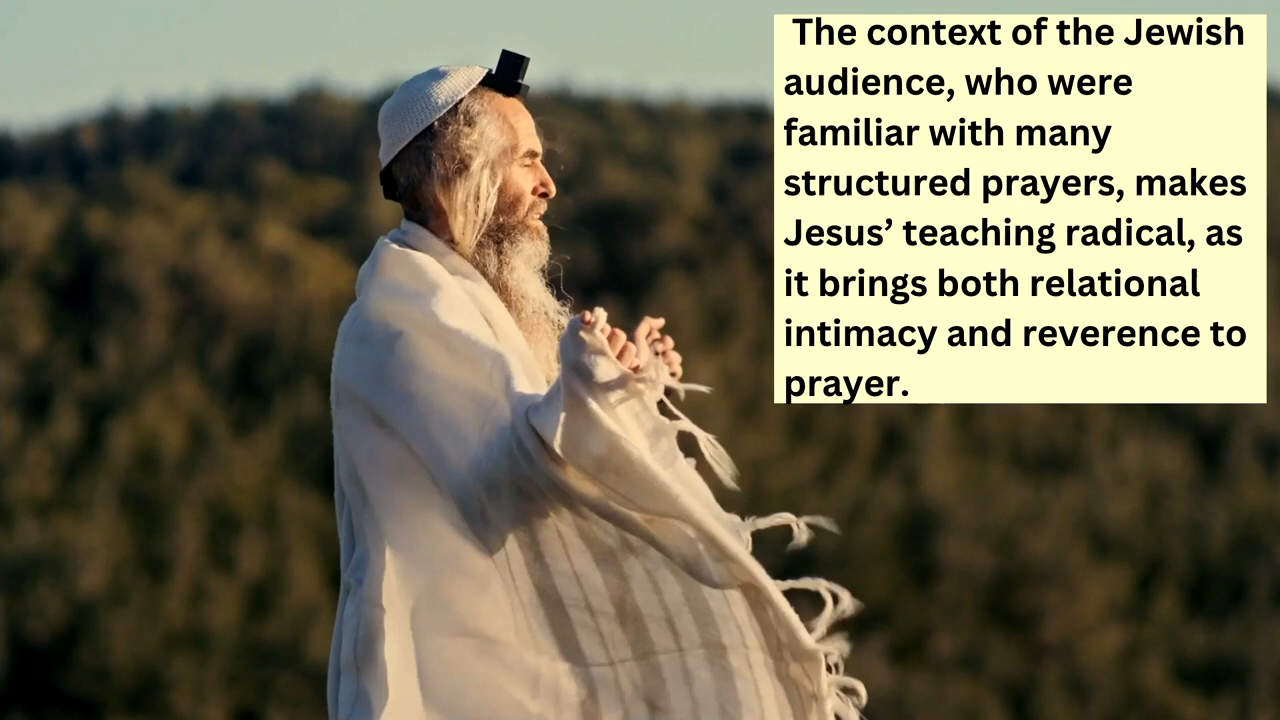 The context of the Jewish
audience, who were
familiar with many
structured prayers, makes
Jesus’ teaching radical, as
it brings both relational
intimacy and reverence to
prayer.